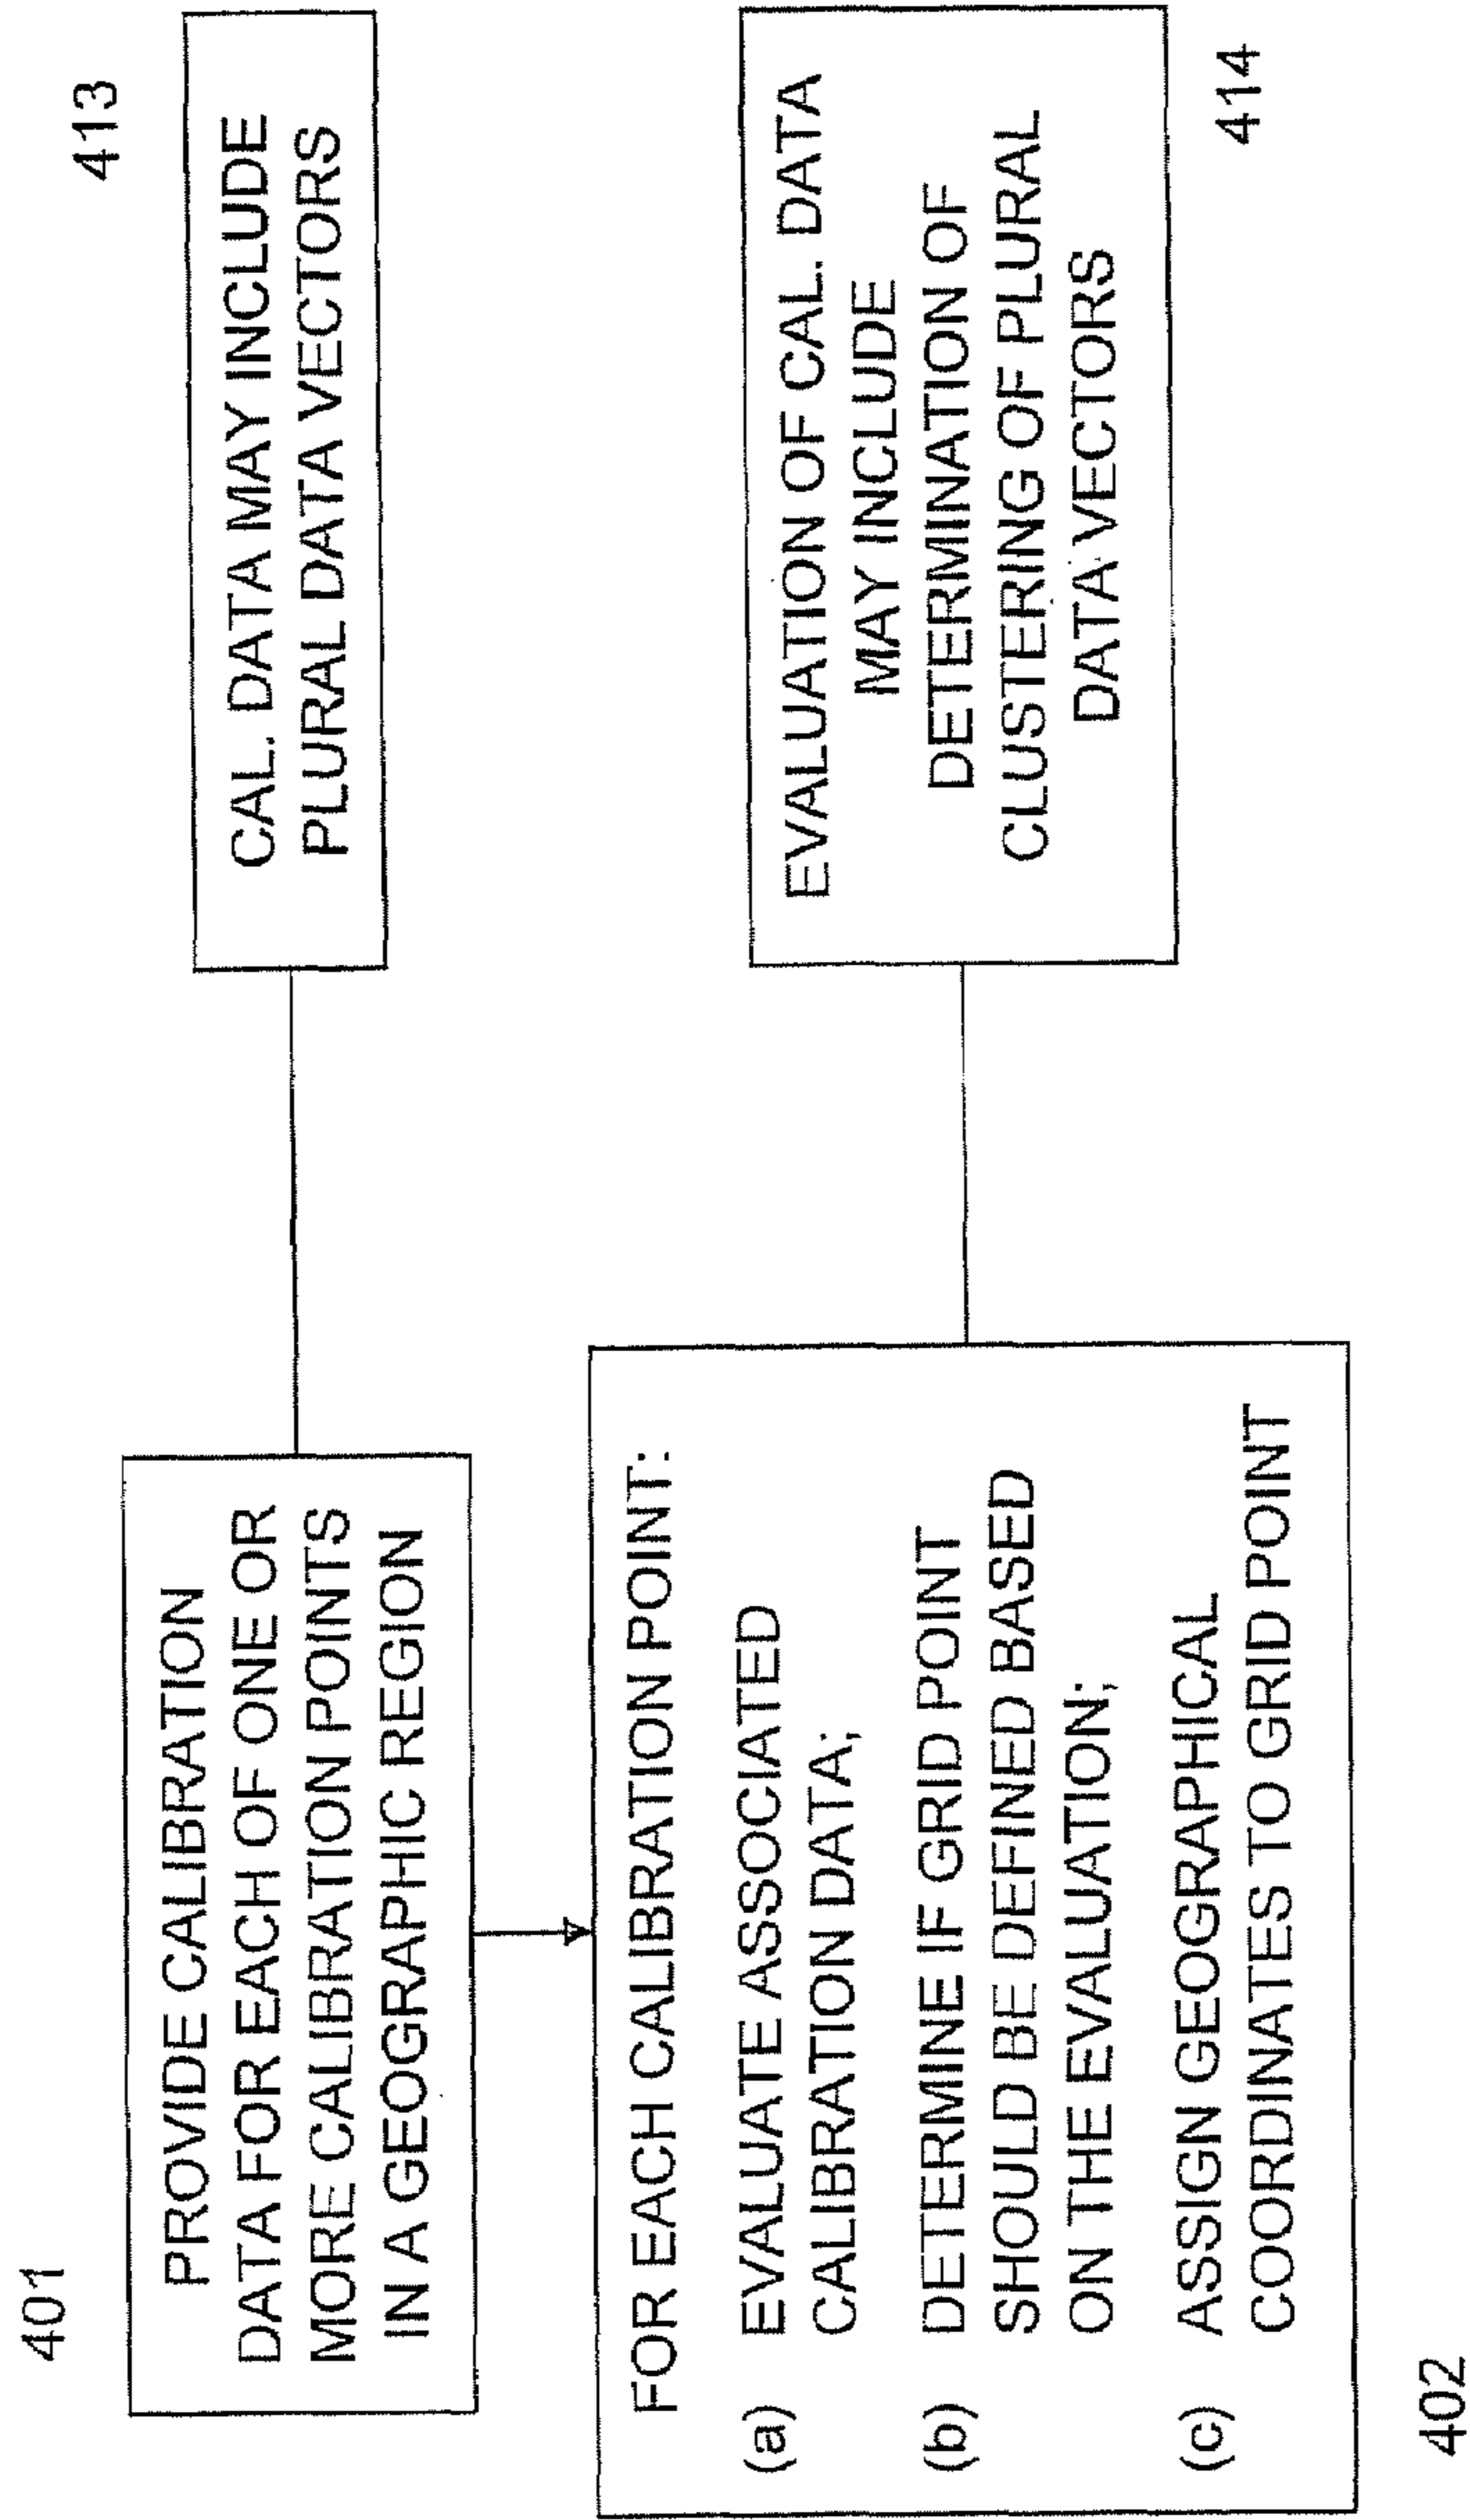 401
PROVIDE CALIBRATION
DATA FOR EACH OF ONE OR
MORE CALIBRATION POINTS
IN A GEOGRAPHIC REGION
413
CAL. DATA MAY INCLUDE
PLURAL DATA VECTORS
FOR EACH CALIBRATION POINT:
(a) EVALUATE ASSOCIATED
CALIBRATION DATA;
(b) DETERMINE IF GRID POINT
SHOULD BE DEFINED BASED
ON THE EVALUATION;
(c) ASSIGN GEOGRAPHICAL
COORDINATES TO GRID POINT
402
EVALUATION OF CAL. DATA
MAY INCLUDE
DETERMINATION OF
CLUSTERING OF PLURAL
DATA VECTORS
414